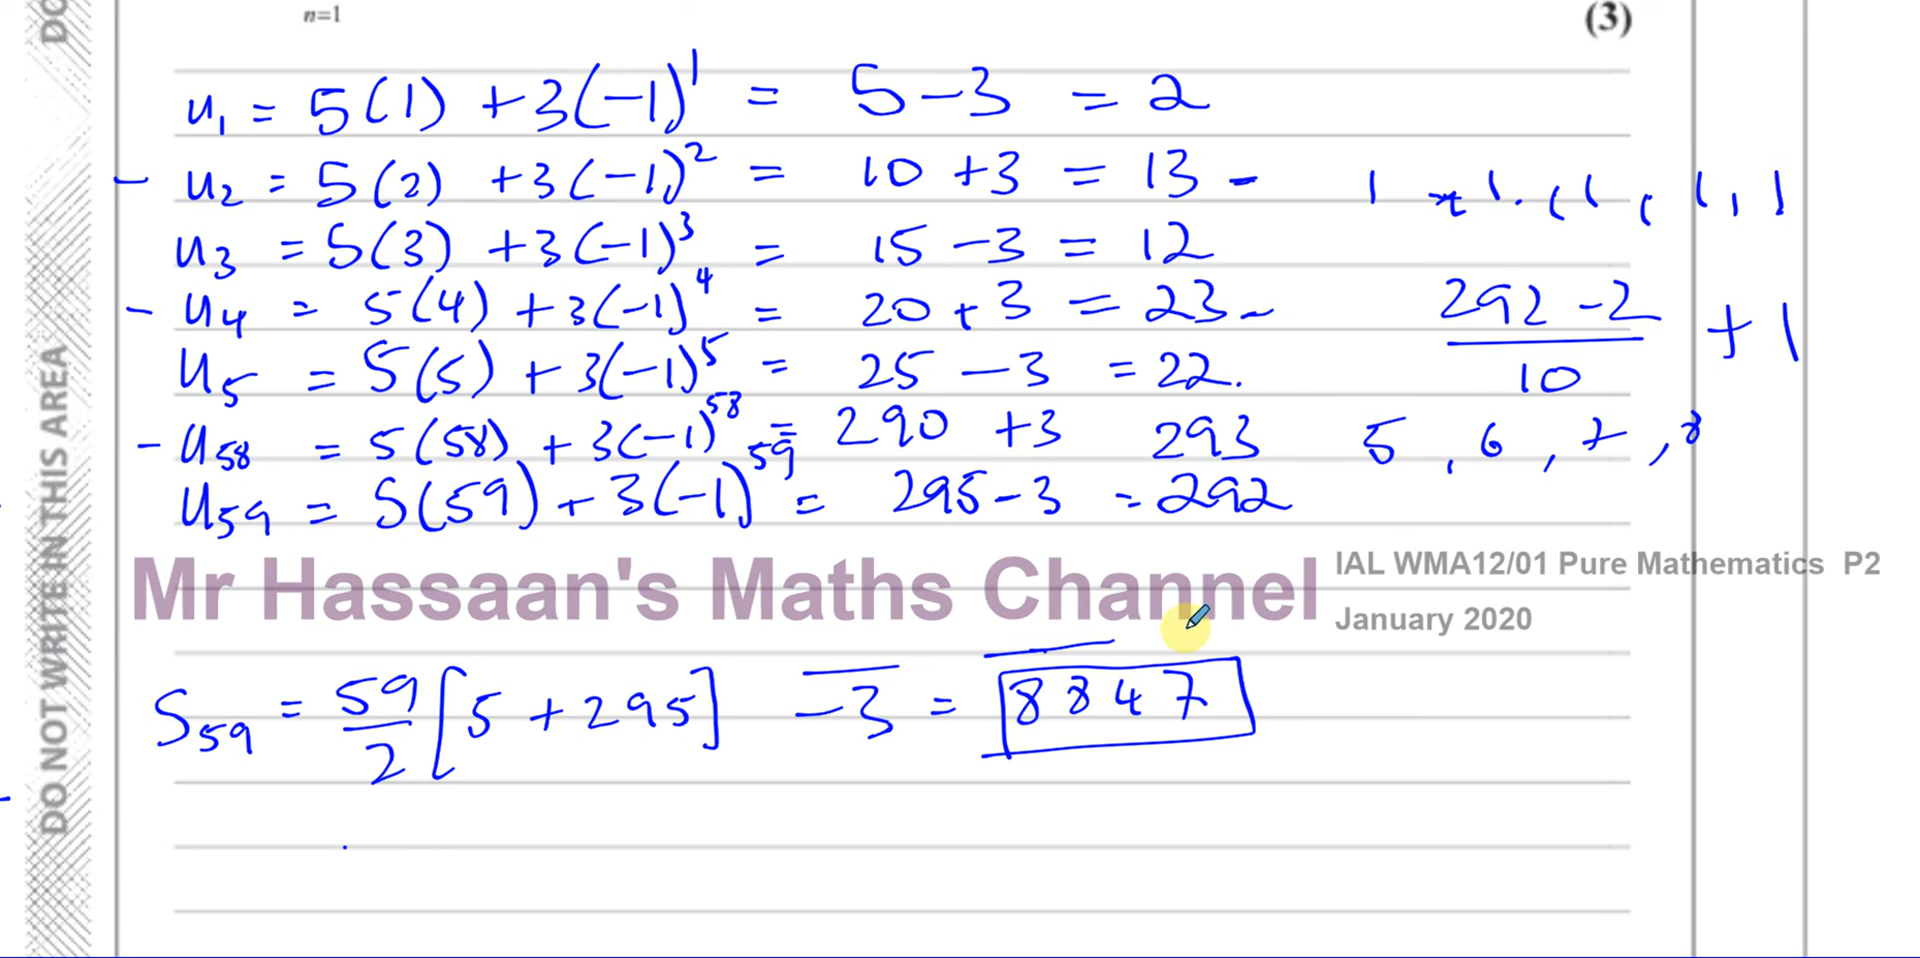 n=1
(3)
u₁ = 5(1) +3(-1)¹ = 5-3 = 2
- u₂ = 5(2) +3(-1)² = 10 +3 = 13 -
u₃ = 5(3) +3(-1)³ = 15 -3 = 12
- u₄ = 5(4) +3(-1)⁴ = 20 + 3 = 23 -
292 - 2 / 10 + 1
u₅ = 5(5) + 3(-1)⁵ = 25 - 3 = 22.
- u₅₈ = 5(58) + 3(-1)⁵⁸ = 290 +3 293
5, 6, 7, 8
u₅₉ = 5(59) + 3(-1)⁵⁹ = 295-3 = 292
Mr Hassaan's Maths Channel
IAL WMA12/01 Pure Mathematics P2
January 2020
S₅₉ = 59/2 [5 + 295] -3 = 8847
DO NOT WRITE IN THIS AREA
DO